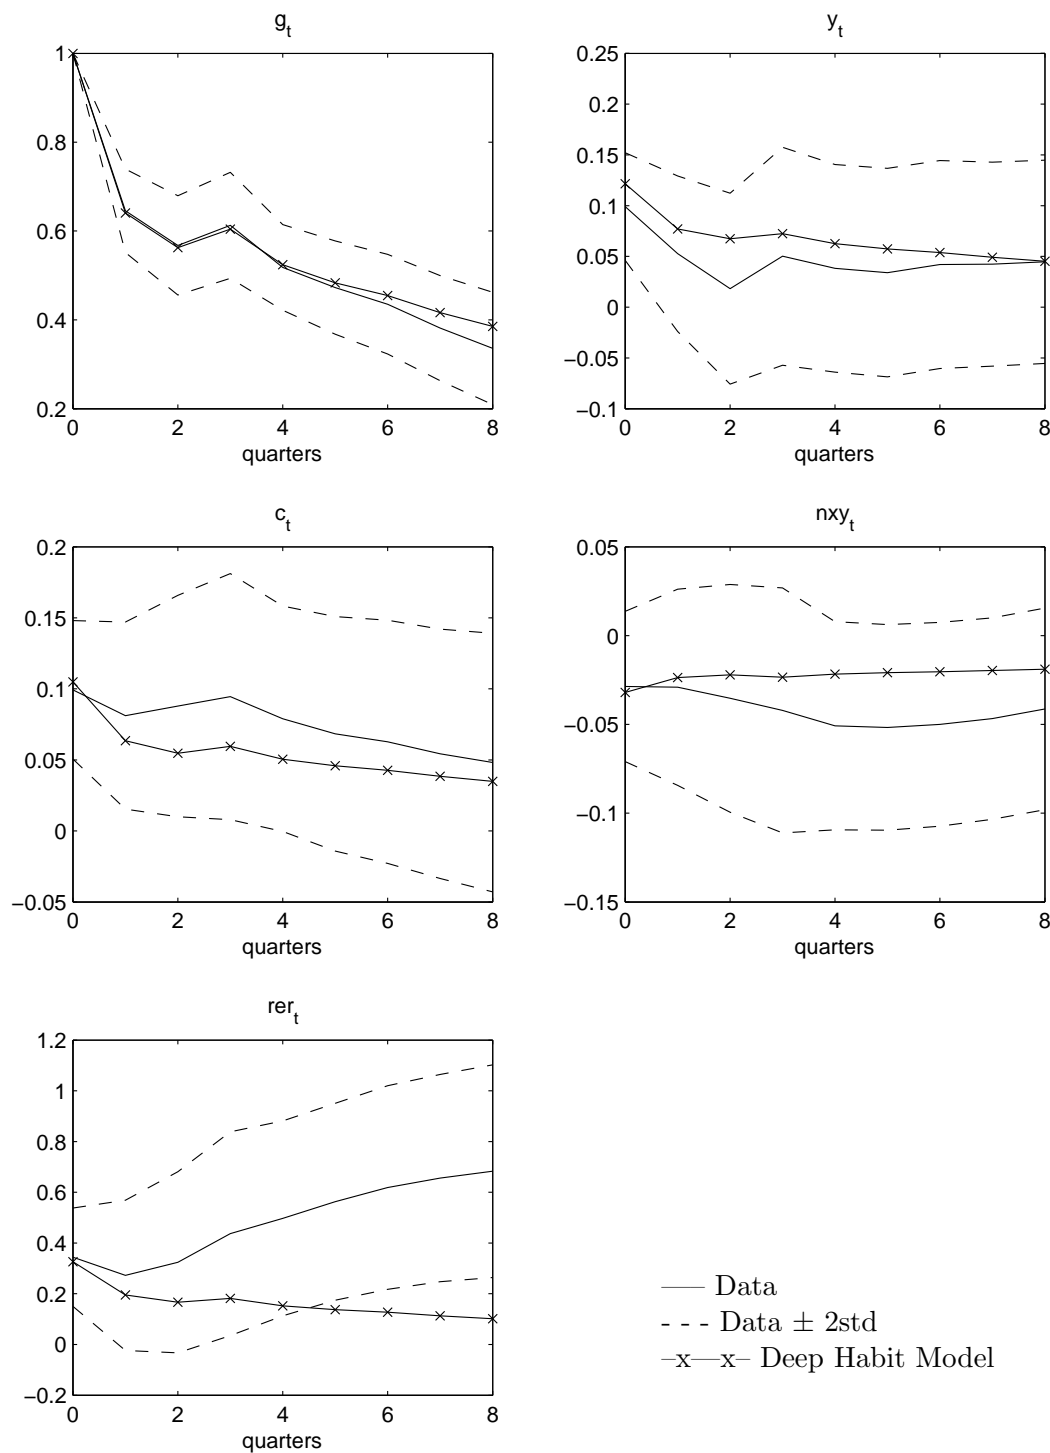 g_t
1
0.8
0.6
0.4
0.2
0 2 4 6 8
quarters
y_t
0.25
0.2
0.15
0.1
0.05
0
−0.05
−0.1
0 2 4 6 8
quarters
c_t
0.2
0.15
0.1
0.05
0
−0.05
0 2 4 6 8
quarters
nxy_t
0.05
0
−0.05
−0.1
−0.15
0 2 4 6 8
quarters
rer_t
1.2
1
0.8
0.6
0.4
0.2
0
−0.2
0 2 4 6 8
quarters
—— Data
- - - Data ± 2std
–x—x– Deep Habit Model